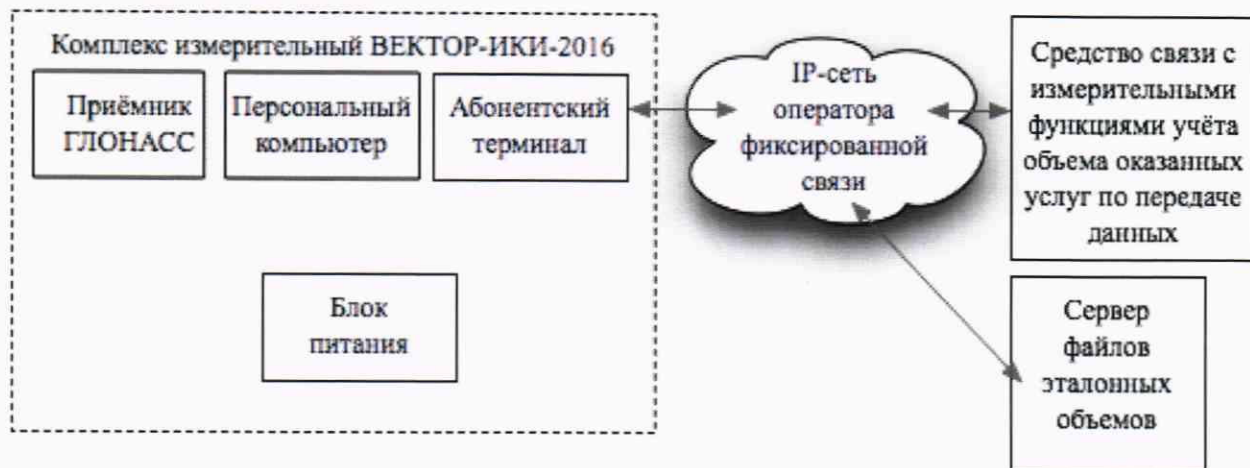 Комплекс измерительный ВЕКТОР-ИКИ-2016
Приёмник
ГЛОНАСС
Персональный
компьютер
Абонентский
терминал
Блок
питания
IP-сеть
оператора
фиксированной
связи
Средство связи с
измерительными
функциями учёта
объема оказанных
услуг по передаче
данных
Сервер
файлов
эталонных
объемов